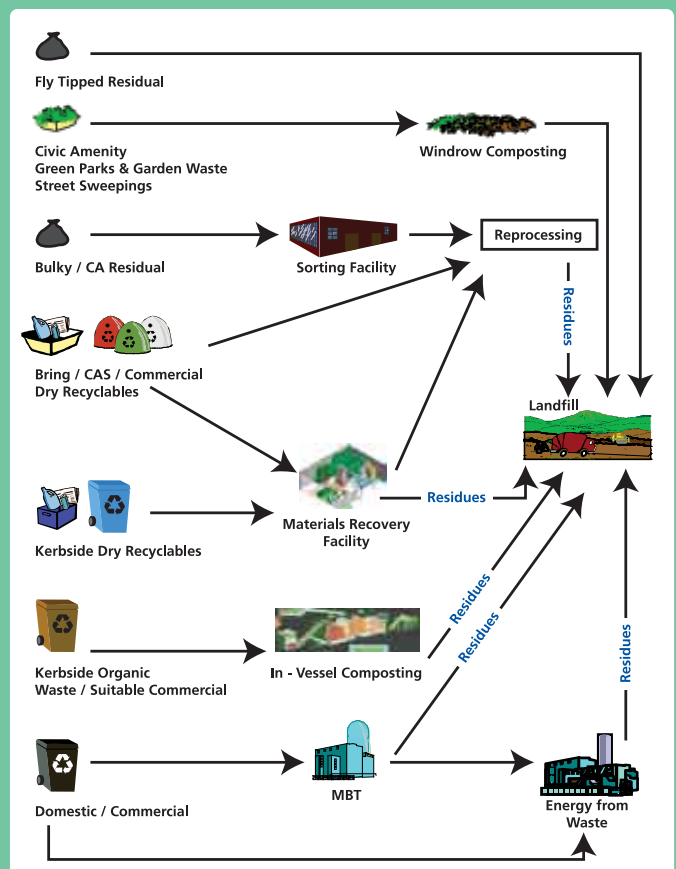 Fly Tipped Residual
Civic Amenity
Green Parks & Garden Waste
Street Sweepings
Windrow Composting
Bulky / CA Residual
Sorting Facility
Reprocessing
Residues
Bring / CAS / Commercial
Dry Recyclables
Landfill
Kerbside Dry Recyclables
Materials Recovery
Facility
Residues
Kerbside Organic
Waste / Suitable Commercial
In - Vessel Composting
Residues
Residues
Residues
Domestic / Commercial
MBT
Energy from
Waste